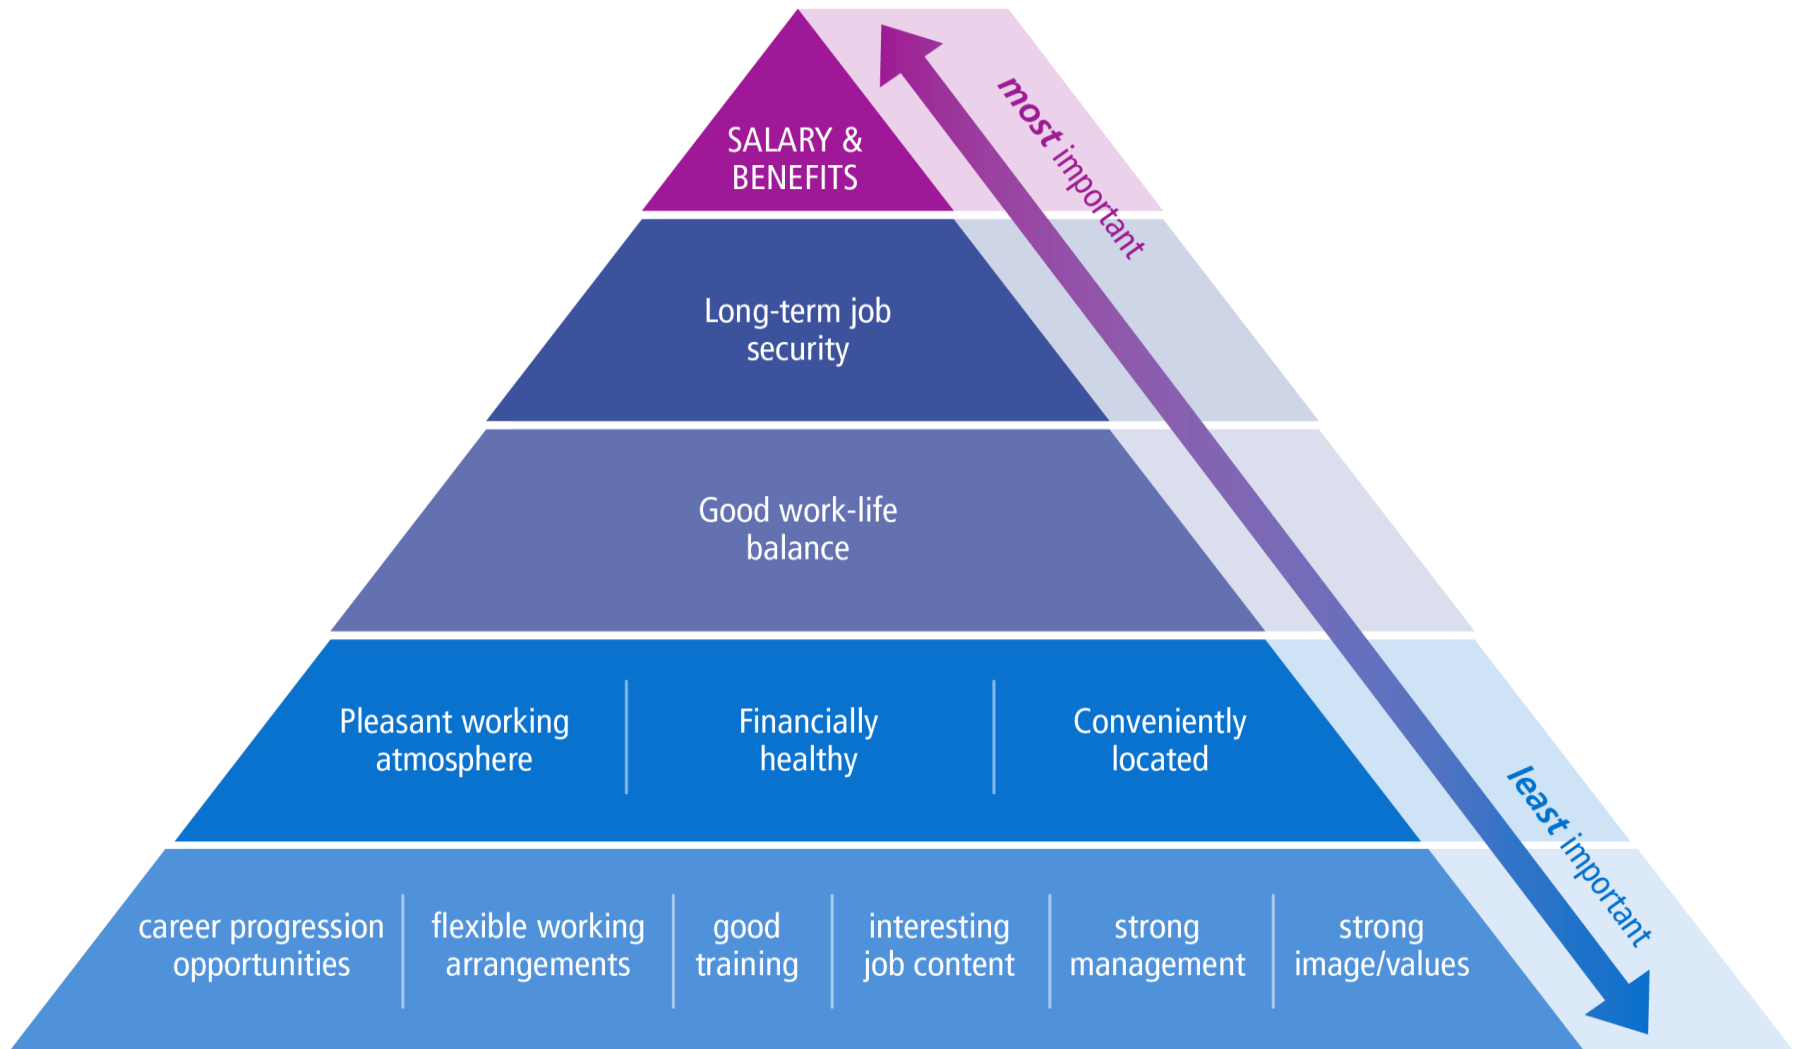 SALARY &
BENEFITS
most important
Long-term job
security
Good work-life
balance
Pleasant working
atmosphere
Financially
healthy
Conveniently
located
least important
career progression
opportunities
flexible working
arrangements
good
training
interesting
job content
strong
management
strong
image/values